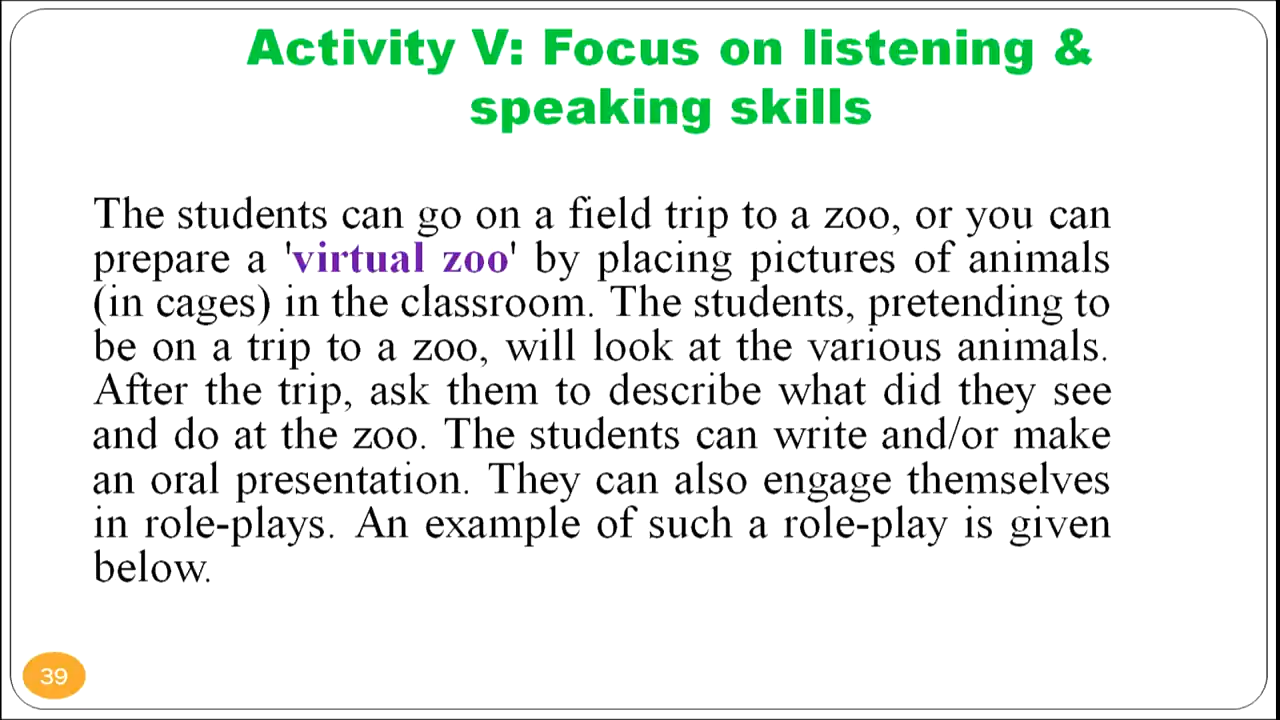 Activity V: Focus on listening &
speaking skills
The students can go on a field trip to a zoo, or you can
prepare a 'virtual zoo' by placing pictures of animals
(in cages) in the classroom. The students, pretending to
be on a trip to a zoo, will look at the various animals.
After the trip, ask them to describe what did they see
and do at the zoo. The students can write and/or make
an oral presentation. They can also engage themselves
in role-plays. An example of such a role-play is given
below.
39